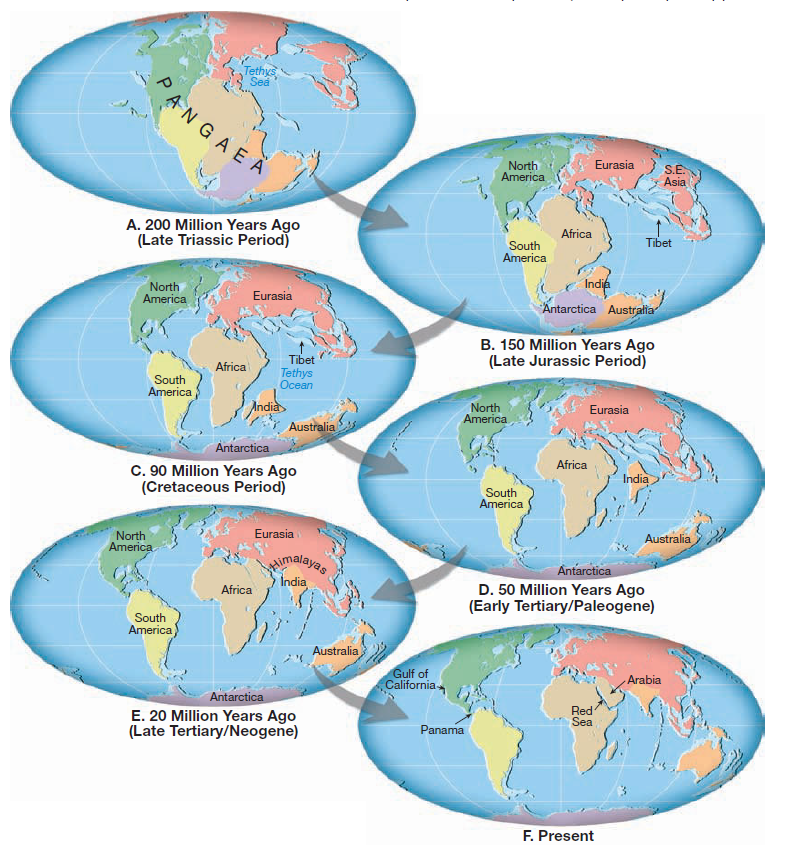 Tethys
Sea
PANGAEA
A. 200 Million Years Ago
(Late Triassic Period)
North
America
Eurasia
S.E.
Asia
Africa
South
America
Tibet
India
Antarctica
Australia
B. 150 Million Years Ago
(Late Jurassic Period)
North
America
Eurasia
Africa
Tibet
Tethys
Ocean
South
America
India
Australia
Antarctica
C. 90 Million Years Ago
(Cretaceous Period)
North
America
Eurasia
Africa
India
South
America
Australia
Antarctica
D. 50 Million Years Ago
(Early Tertiary/Paleogene)
North
America
Eurasia
Himalayas
India
Africa
South
America
Australia
Antarctica
E. 20 Million Years Ago
(Late Tertiary/Neogene)
Gulf of
California
Arabia
Red
Sea
Panama
F. Present